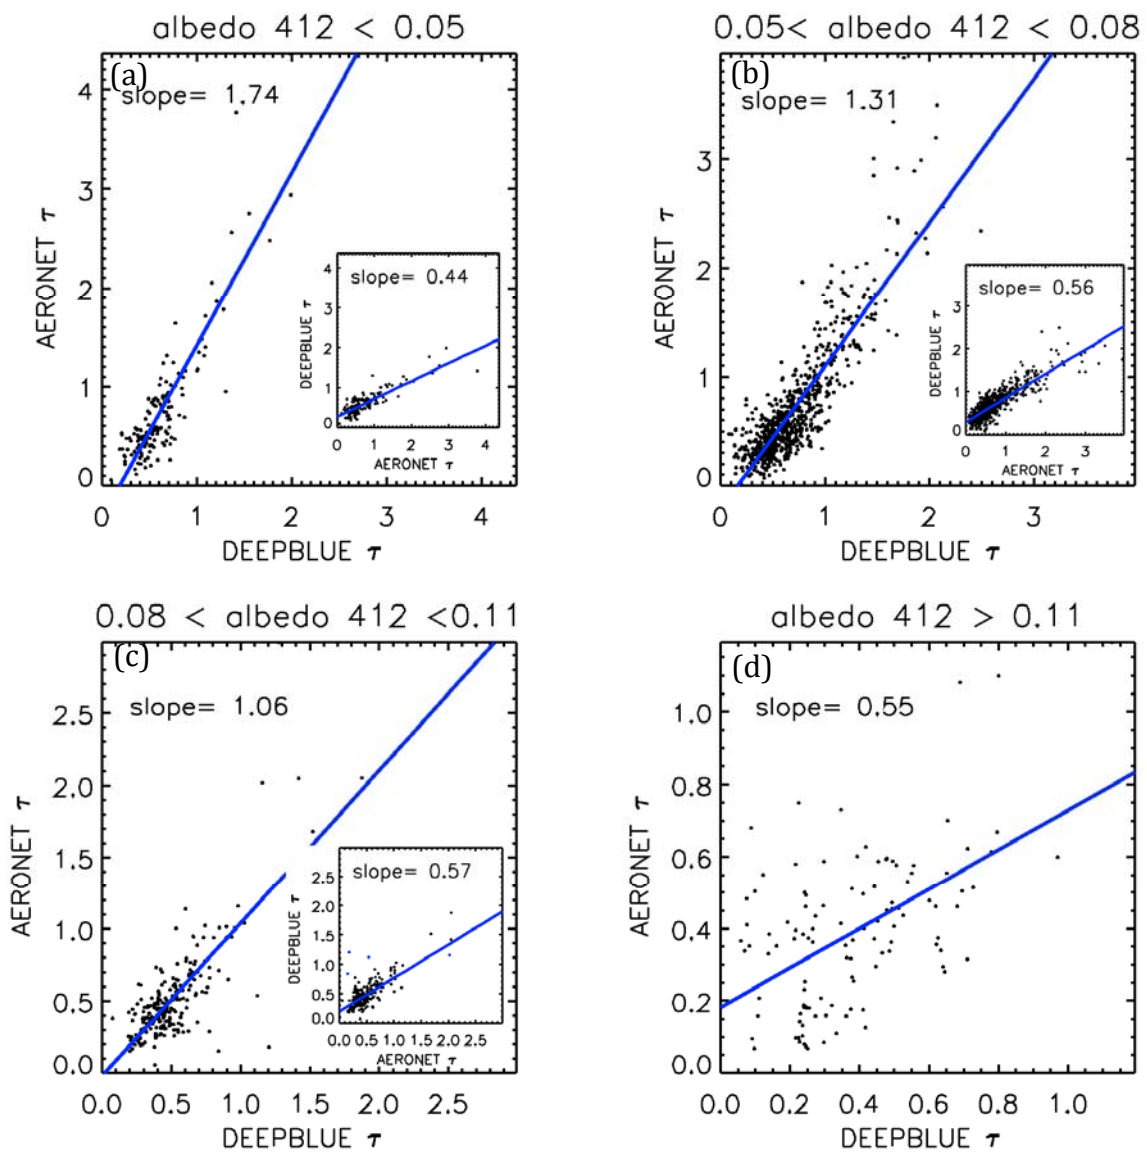 albedo 412 < 0.05
(a)
slope= 1.74
4
3
2
1
0
AERONET τ
0 1 2 3 4
DEEPBLUE τ
slope= 0.44
4
3
2
1
0
DEEPBLUE τ
0 1 2 3 4
AERONET τ
0.05< albedo 412 < 0.08
(b)
slope= 1.31
3
2
1
0
AERONET τ
0 1 2 3
DEEPBLUE τ
slope= 0.56
3
2
1
0
DEEPBLUE τ
0 1 2 3
AERONET τ
0.08 < albedo 412 <0.11
(c)
slope= 1.06
2.5
2.0
1.5
1.0
0.5
0.0
AERONET τ
0.0 0.5 1.0 1.5 2.0 2.5
DEEPBLUE τ
slope= 0.57
2.5
2.0
1.5
1.0
0.5
0.0
DEEPBLUE τ
0.0 0.5 1.0 1.5 2.0 2.5
AERONET τ
albedo 412 > 0.11
(d)
slope= 0.55
1.0
0.8
0.6
0.4
0.2
0.0
AERONET τ
0.0 0.2 0.4 0.6 0.8 1.0
DEEPBLUE τ